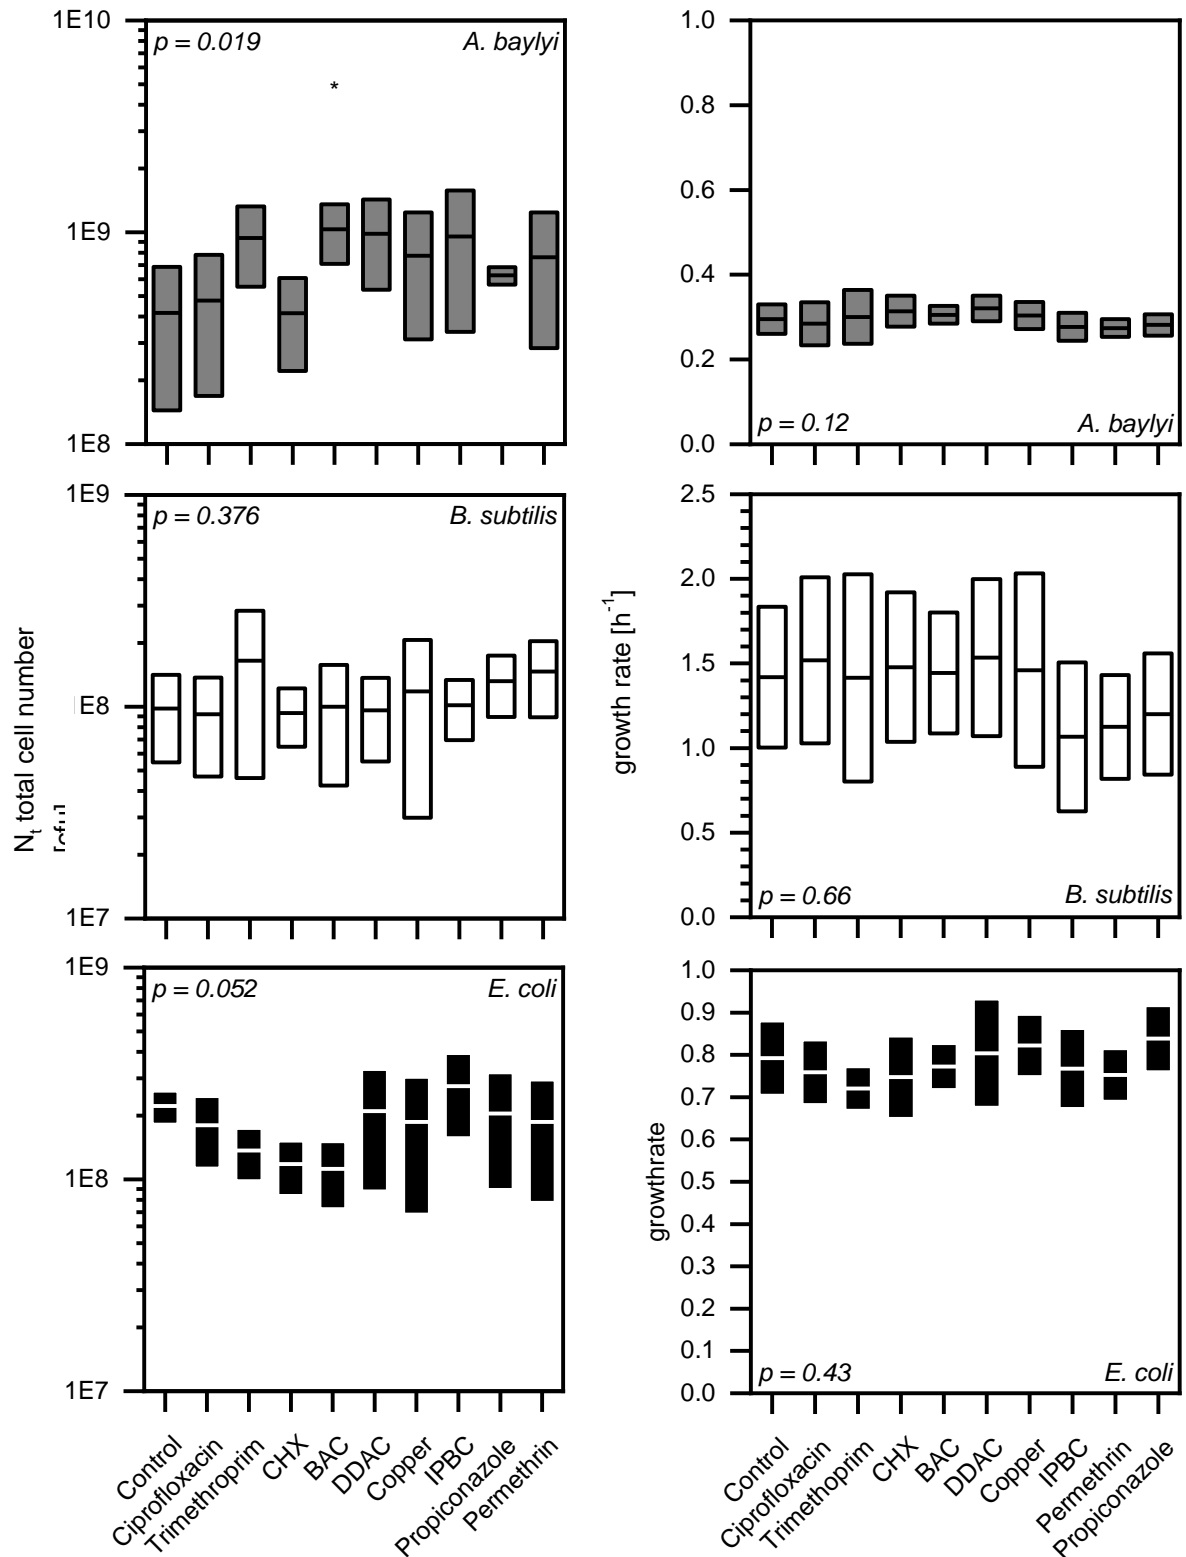 1E10
p = 0.019
A. baylyi
*
1E9
1E8
1.0
0.8
0.6
0.4
0.2
0.0
p = 0.12
A. baylyi
1E9
p = 0.376
B. subtilis
E8
1E7
Nt total cell number
2.5
2.0
1.5
1.0
0.5
0.0
growth rate [h-1]
p = 0.66
B. subtilis
1E9
p = 0.052
E. coli
1E8
1E7
1.0
0.9
0.8
0.7
0.6
0.5
0.4
0.3
0.2
0.1
0.0
growthrate
p = 0.43
E. coli
Control
Ciprofloxacin
Trimethroprim
CHX
BAC
DDAC
Copper
IPBC
Propiconazole
Permethrin
Control
Ciprofloxacin
Trimethoprim
CHX
BAC
DDAC
Copper
IPBC
Permethrin
Propiconazole